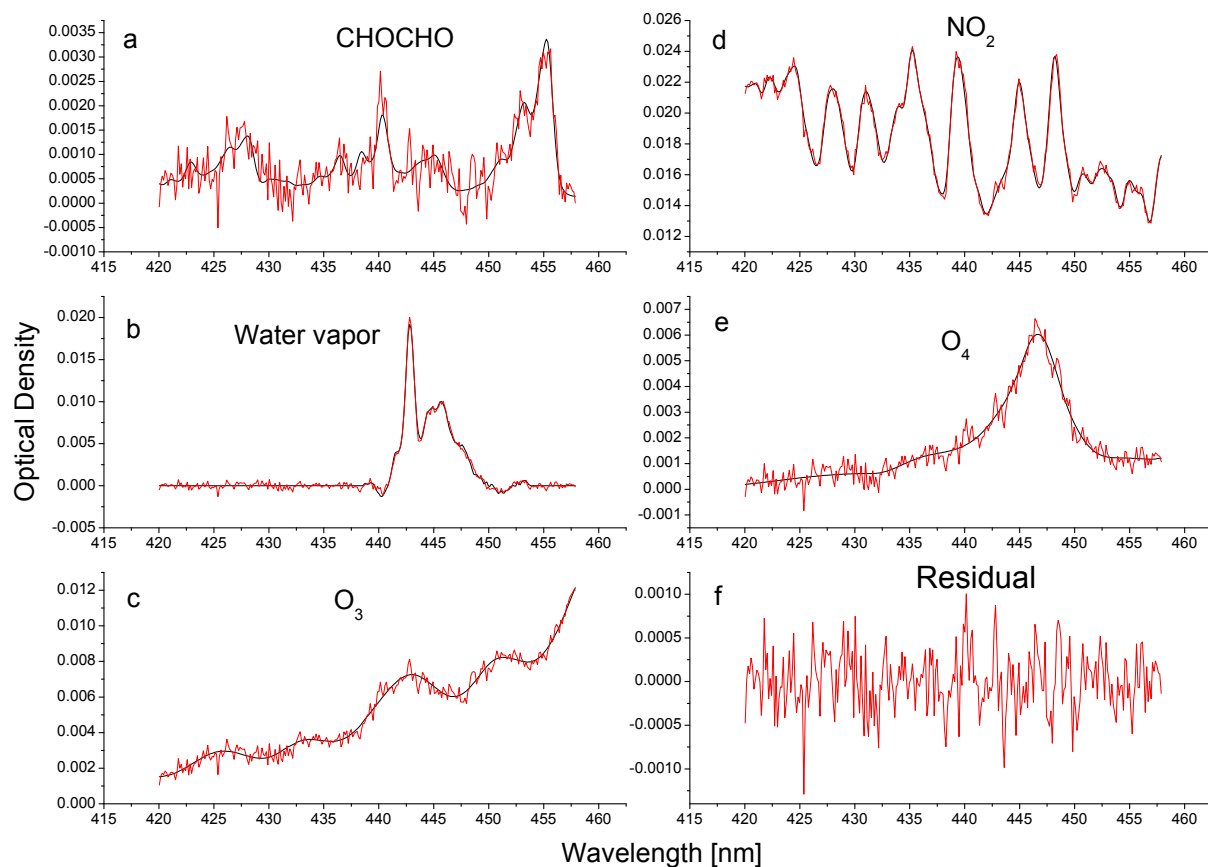 a
CHOCHO
0.0035
0.0030
0.0025
0.0020
0.0015
0.0010
0.0005
0.0000
-0.0005
-0.0010
415 420 425 430 435 440 445 450 455 460
b
Water vapor
0.020
0.015
0.010
0.005
0.000
-0.005
415 420 425 430 435 440 445 450 455 460
c
O3
0.012
0.010
0.008
0.006
0.004
0.002
0.000
415 420 425 430 435 440 445 450 455 460
d
NO2
0.026
0.024
0.022
0.020
0.018
0.016
0.014
0.012
415 420 425 430 435 440 445 450 455 460
e
O4
0.007
0.006
0.005
0.004
0.003
0.002
0.001
0.000
-0.001
415 420 425 430 435 440 445 450 455 460
f
Residual
0.0010
0.0005
0.0000
-0.0005
-0.0010
415 420 425 430 435 440 445 450 455 460
Optical Density
Wavelength [nm]